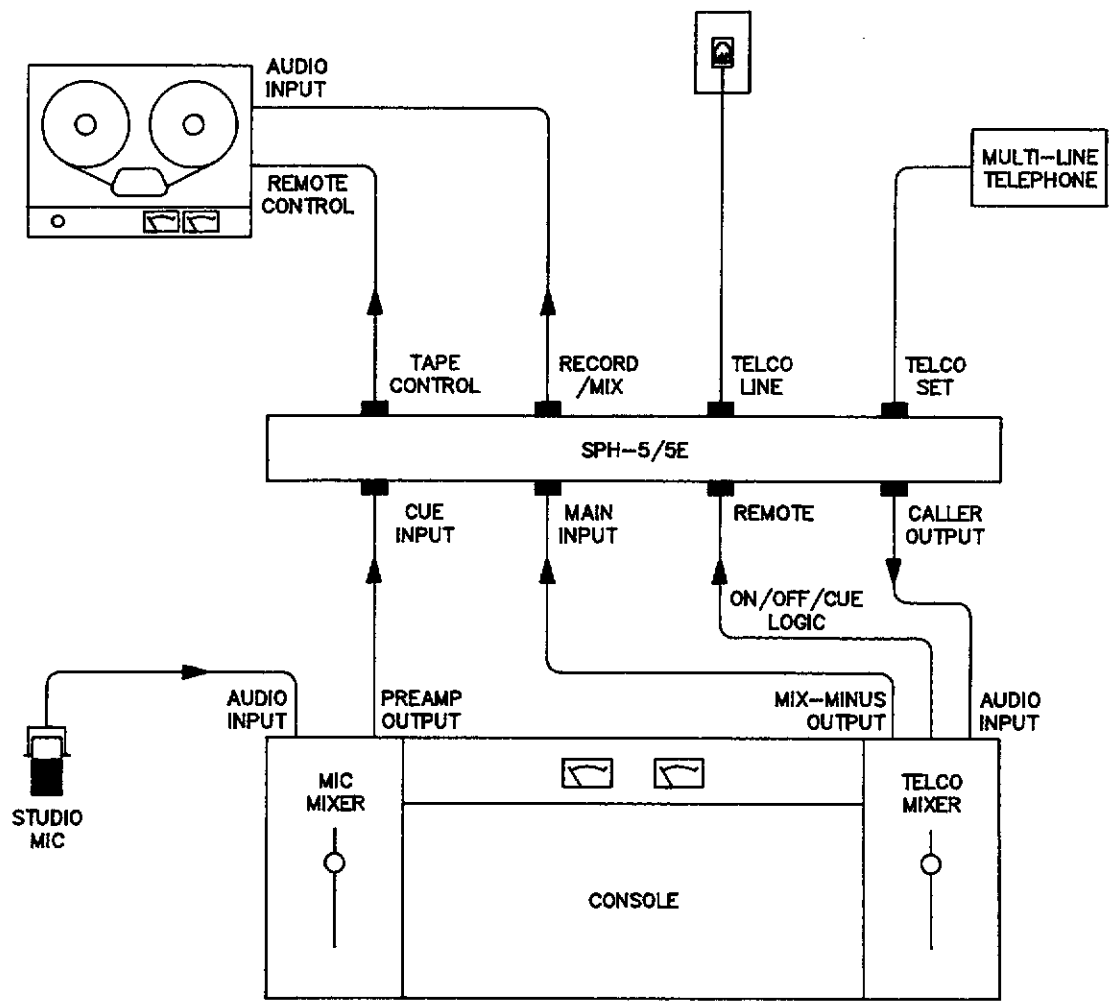 AUDIO
INPUT
REMOTE
CONTROL
MULTI-LINE
TELEPHONE
TAPE
CONTROL
RECORD
/MIX
TELCO
LINE
TELCO
SET
SPH-5/5E
CUE
INPUT
MAIN
INPUT
REMOTE
CALLER
OUTPUT
ON/OFF/CUE
LOGIC
AUDIO
INPUT
PREAMP
OUTPUT
MIX-MINUS
OUTPUT
AUDIO
INPUT
STUDIO
MIC
MIC
MIXER
TELCO
MIXER
CONSOLE